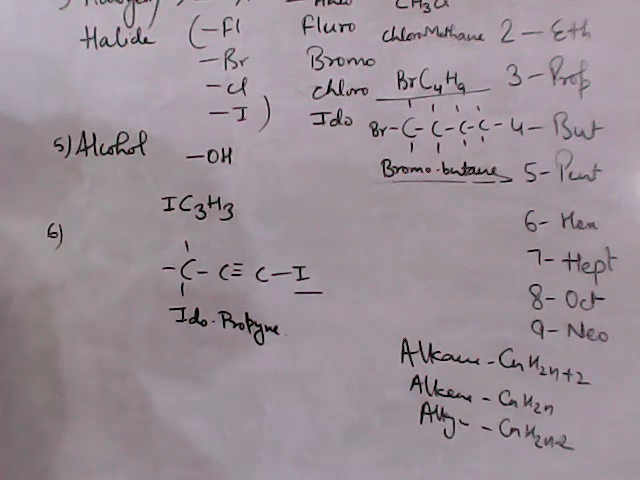 CH3Cl
Halide (-Fl Fluro chlorMethane 2 - Eth
-Br Bromo BrC4H9 3 - Prop
-Cl chloro
-I ) Ido Br-C-C-C-C- 4 - But
5) Alcohol -OH Bromo-butane 5 - Pent
IC3H3
6) 6 - Hex
-C-C≡C-I 7 - Hept
8 - Oct
Ido-Propyne 9 - Neo
Alkane - CnH2n+2
Alkene - CnH2n
Alky - CnH2n-2